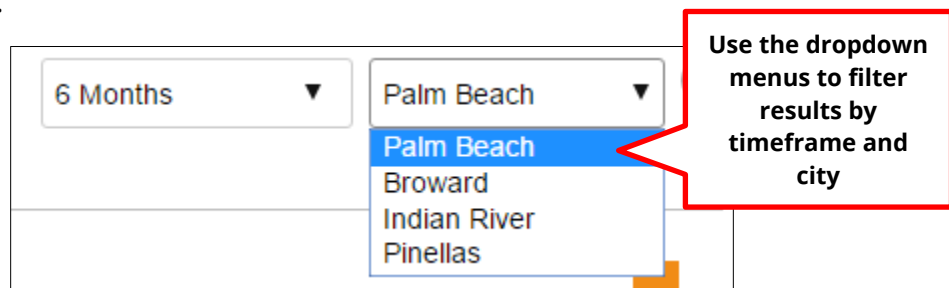 Use the dropdown
menus to filter
results by
timeframe and
city
6 Months
Palm Beach
Palm Beach
Broward
Indian River
Pinellas